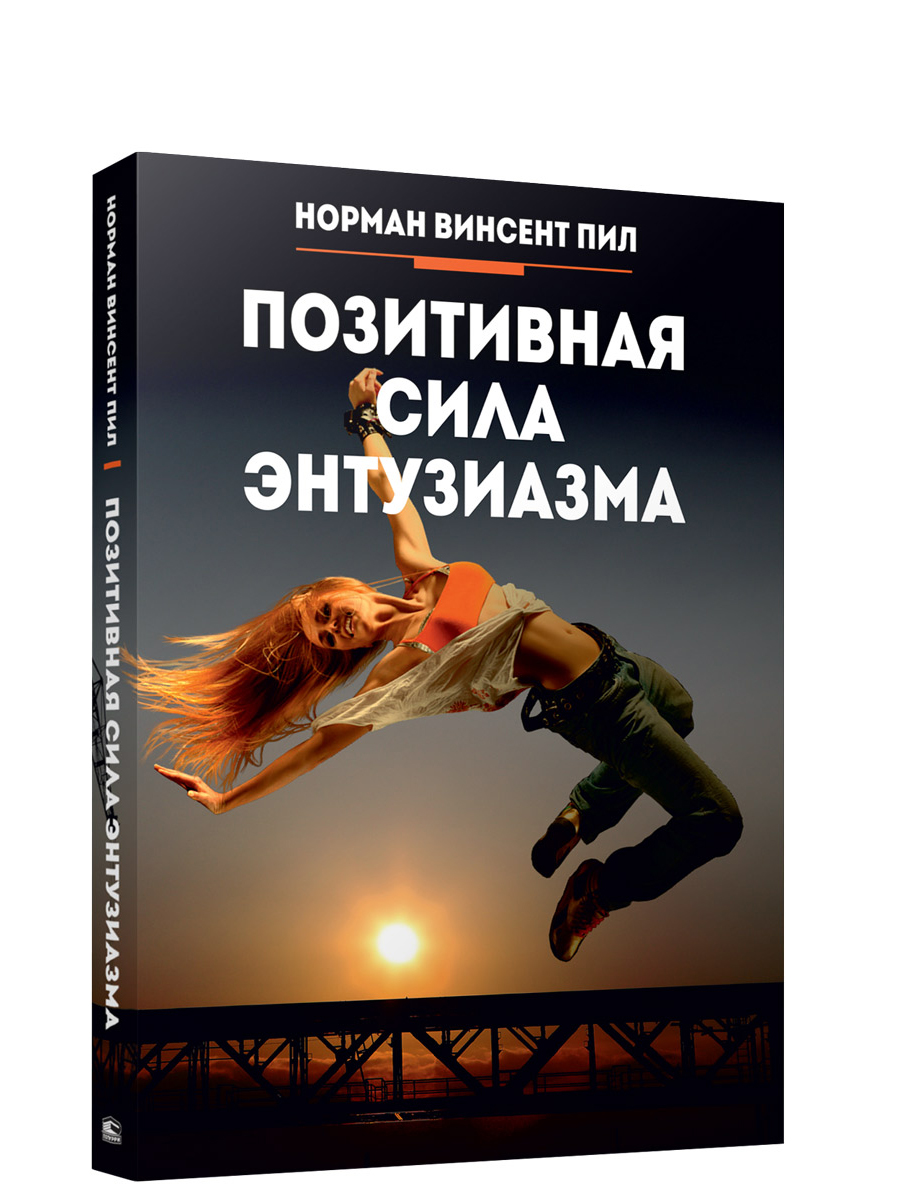 НОРМАН ВИНСЕНТ ПИЛ
ПОЗИТИВНАЯ
СИЛА
ЭНТУЗИАЗМА
НОРМАН ВИНСЕНТ ПИЛ ПОЗИТИВНАЯ СИЛА ЭНТУЗИАЗМА